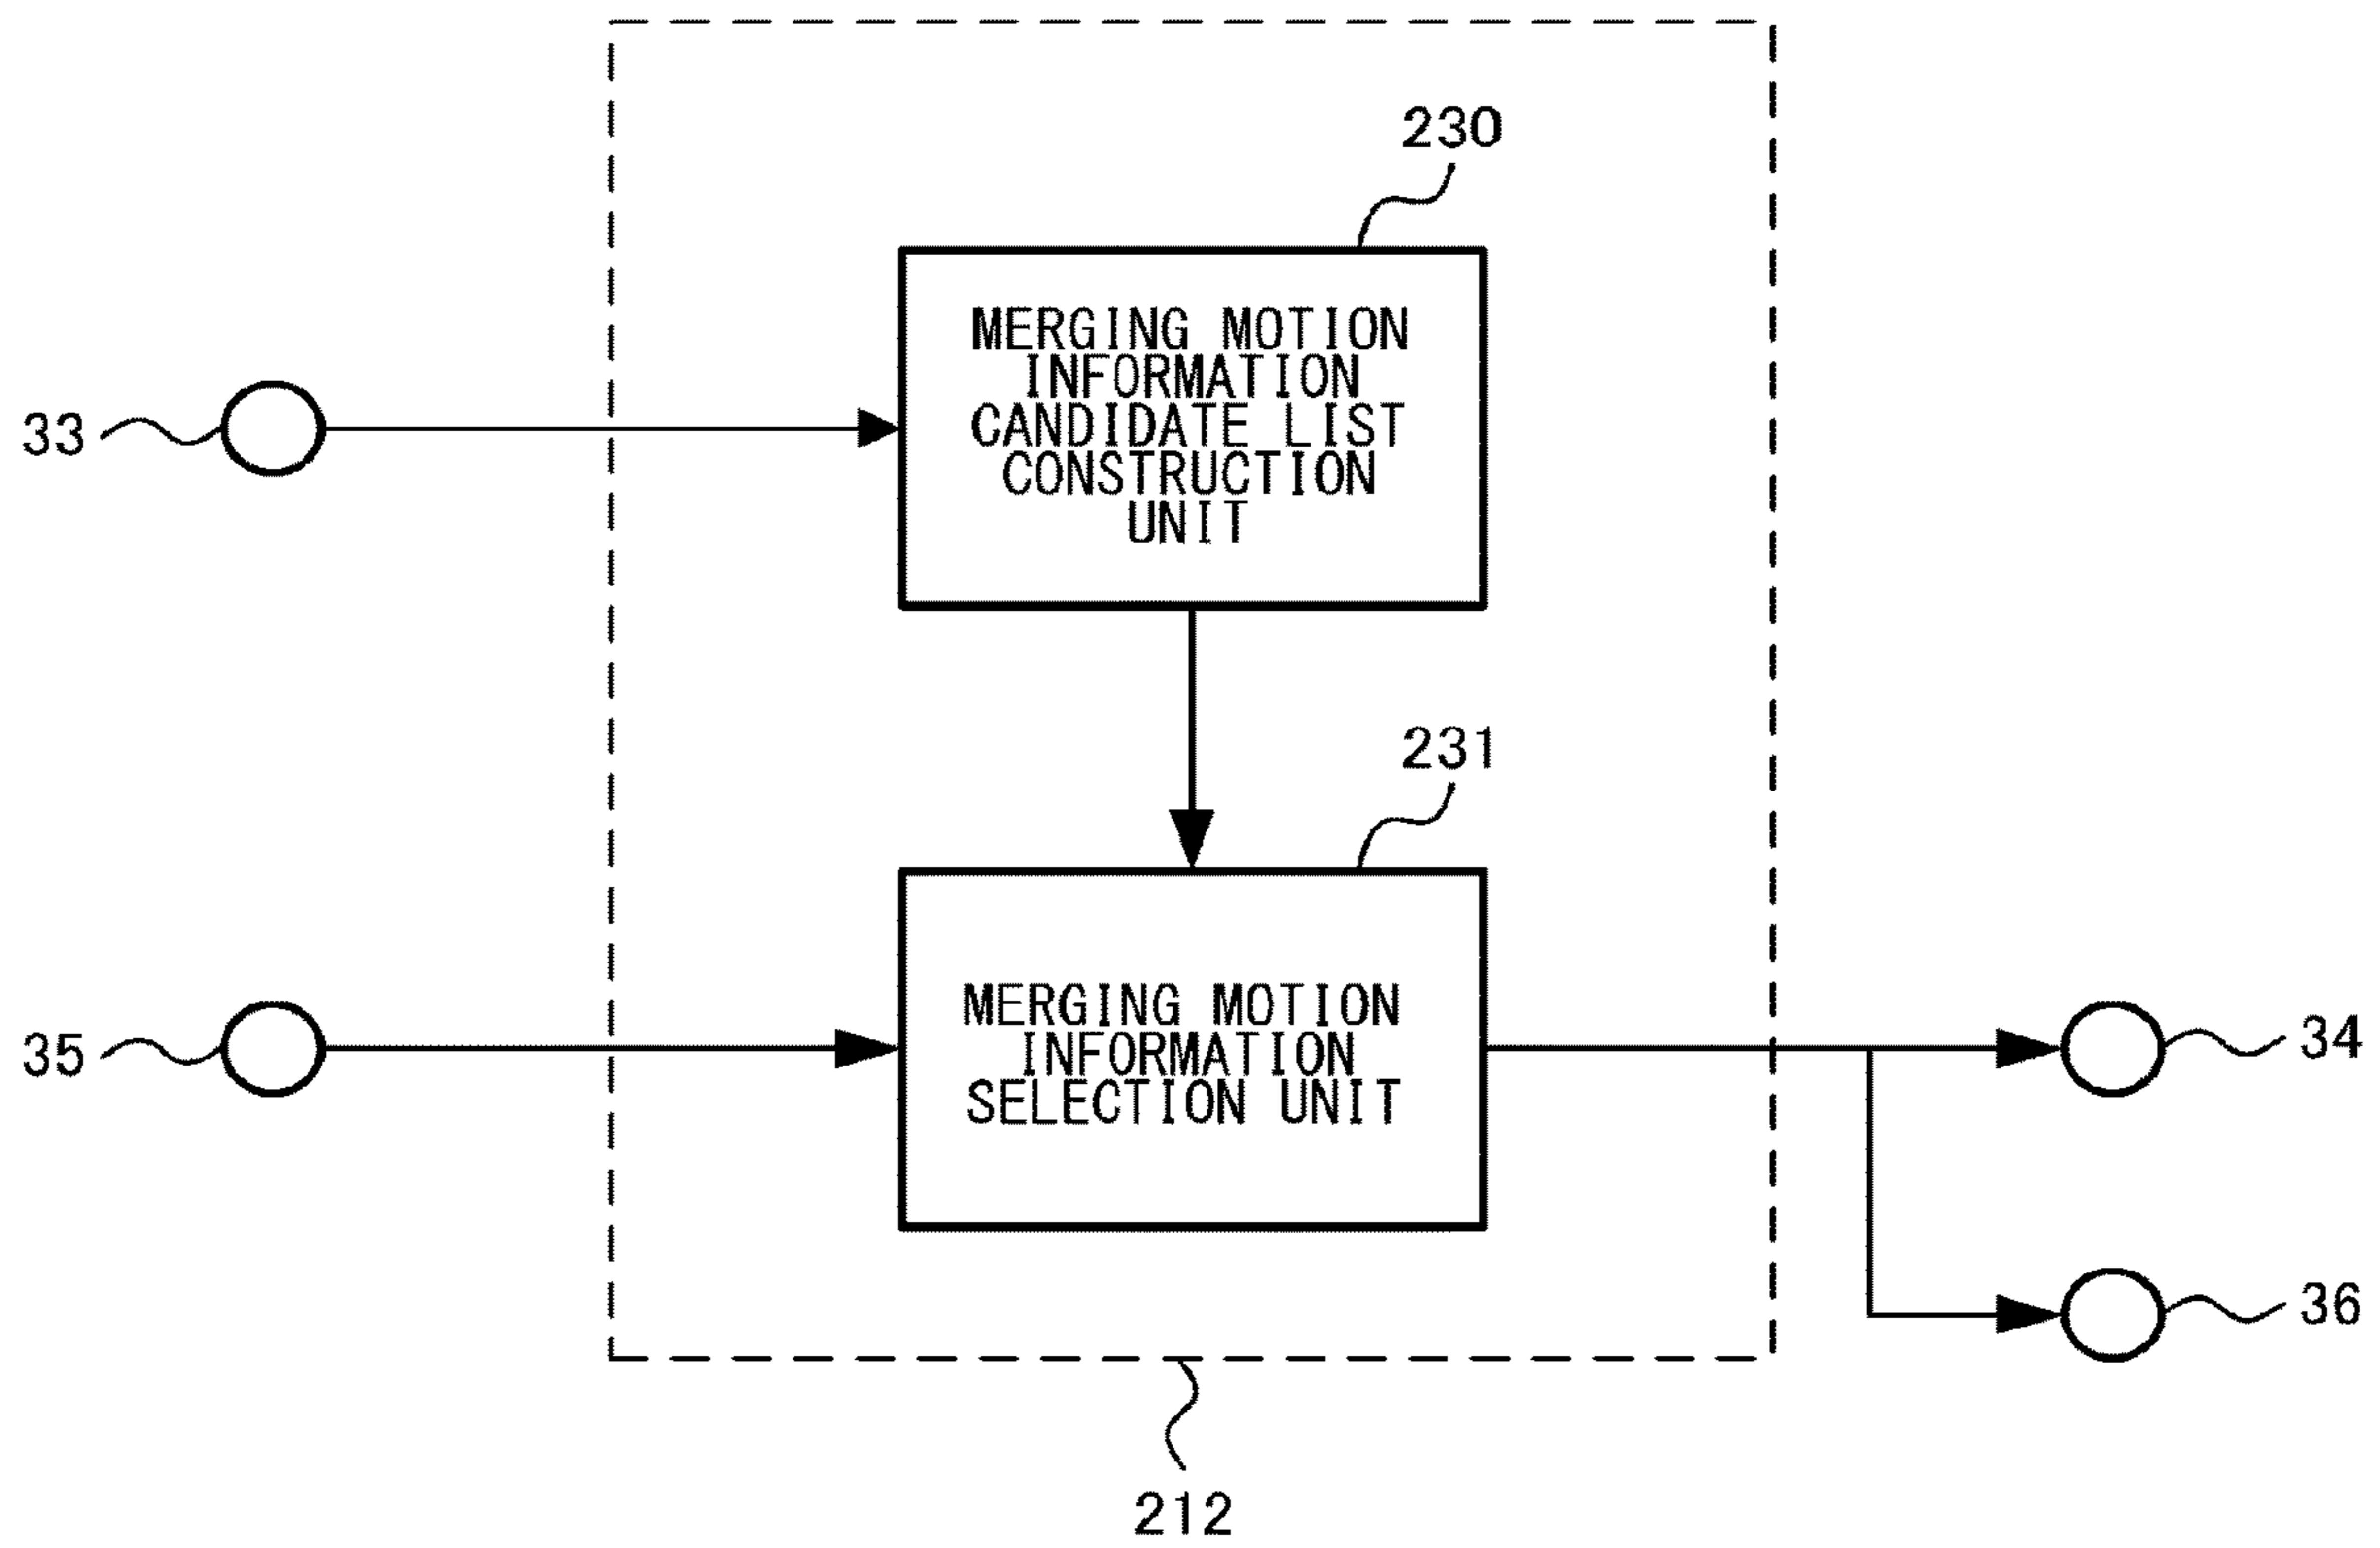 230
MERGING MOTION
INFORMATION
CANDIDATE LIST
CONSTRUCTION
UNIT
33
231
MERGING MOTION
INFORMATION
SELECTION UNIT
35
34
36
212